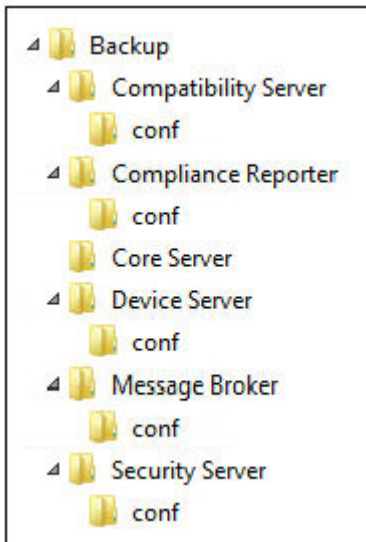 Backup
Compatibility Server
conf
Compliance Reporter
conf
Core Server
Device Server
conf
Message Broker
conf
Security Server
conf